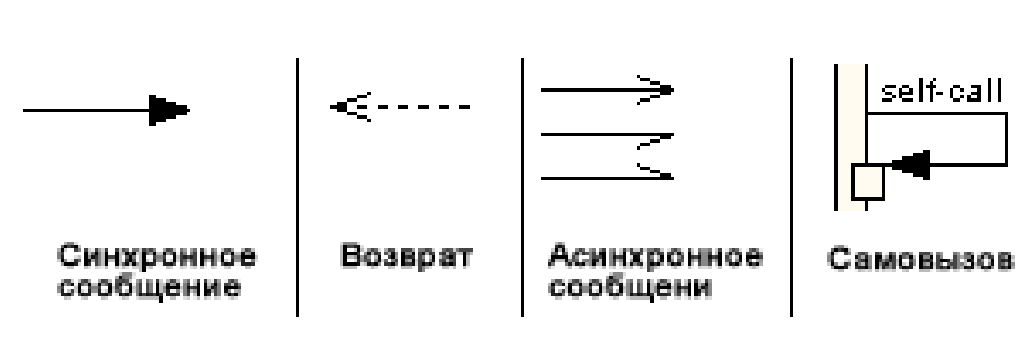 self-call
Синхронное
сообщение
Возврат
Асинхронное
сообщени
Самовызов